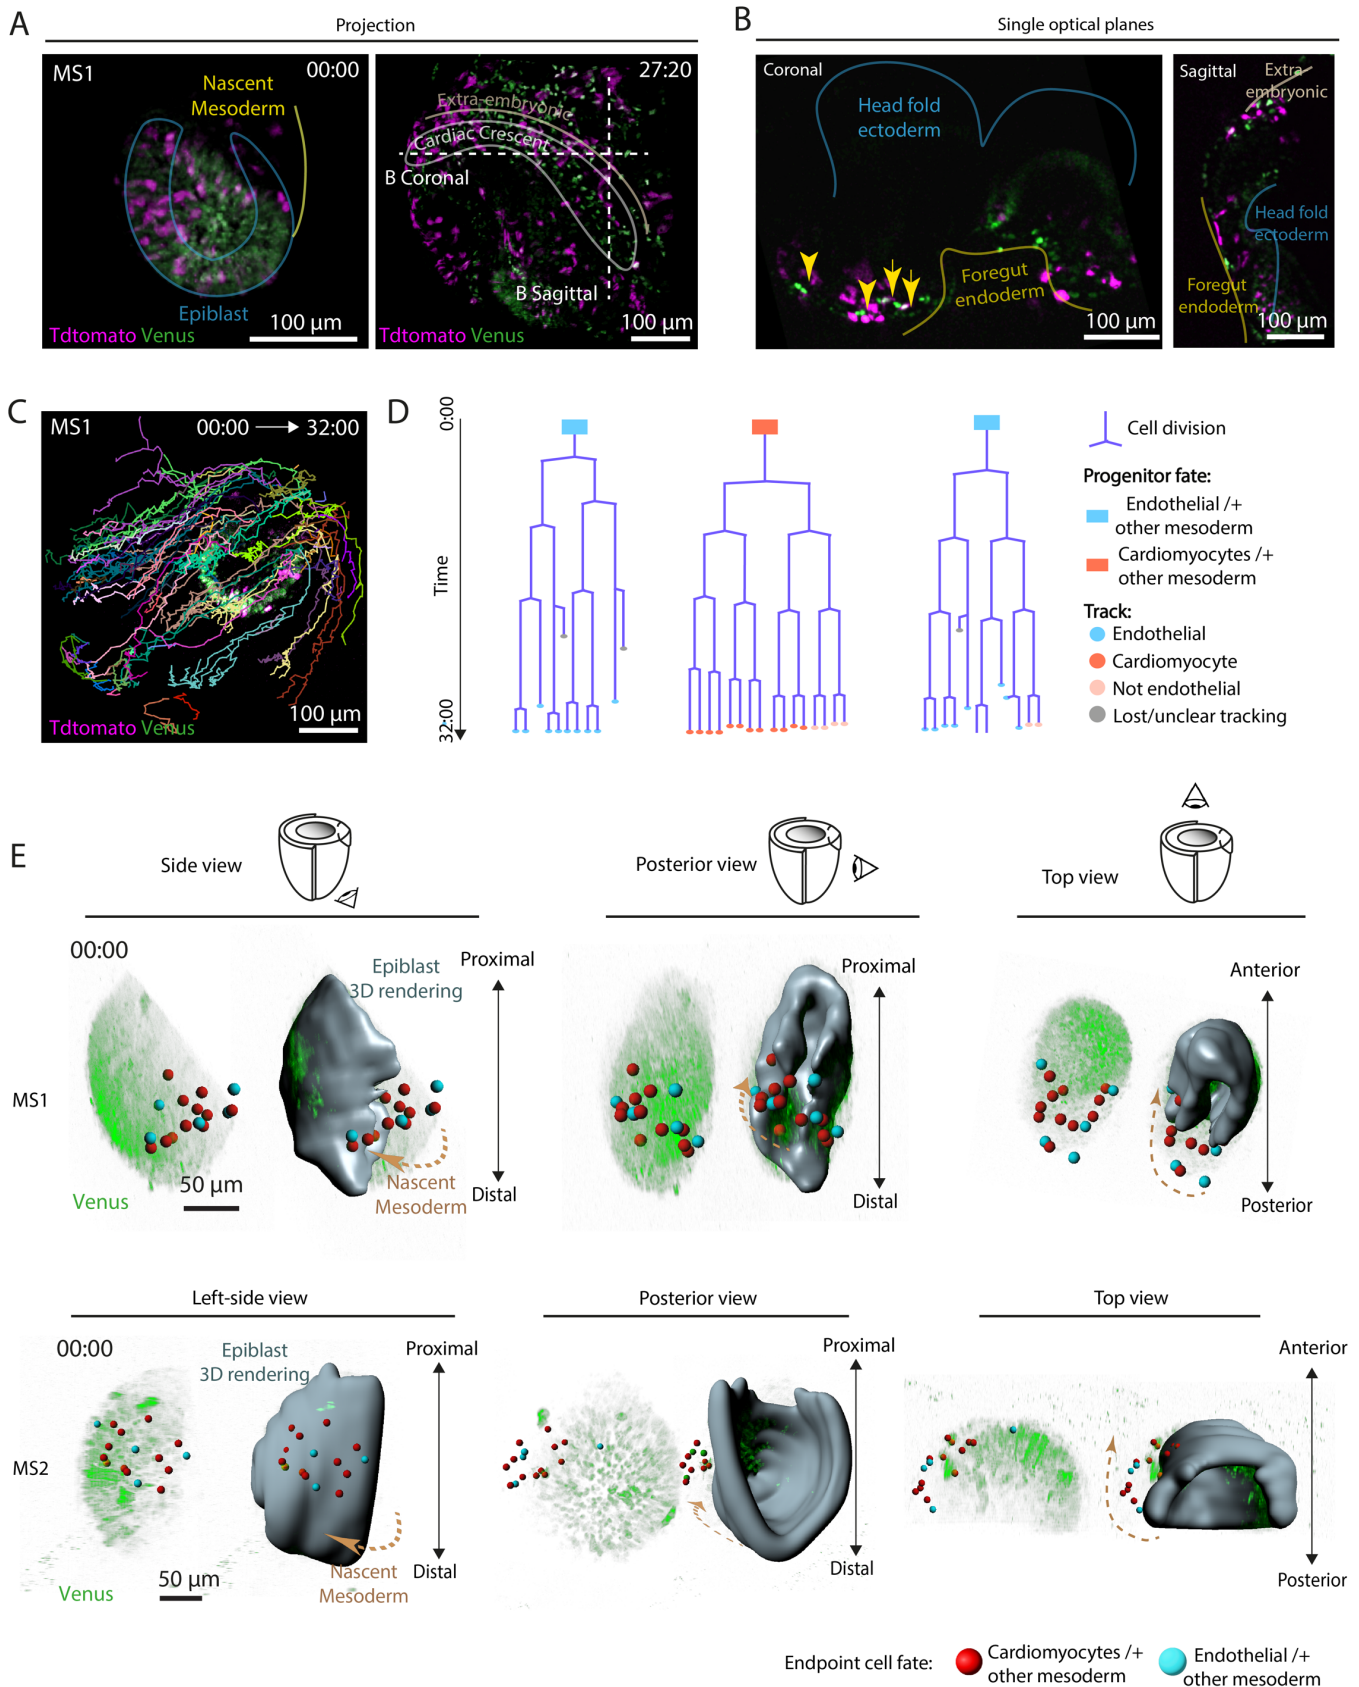 A
Projection
MS1
00:00
Nascent
Mesoderm
Epiblast
Tdtomato Venus
100 µm
27:20
Extra-embryonic
Cardiac Crescent
B Coronal
B Sagittal
Tdtomato Venus
100 µm
B
Single optical planes
Coronal
Head fold
ectoderm
Foregut
endoderm
100 µm
Sagittal
Extra
embryonic
Head fold
ectoderm
Foregut
endoderm
100 µm
C
MS1
00:00
32:00
Tdtomato Venus
100 µm
D
0:00
Time
32:00
Cell division
Progenitor fate:
Endothelial /+
other mesoderm
Cardiomyocytes /+
other mesoderm
Track:
Endothelial
Cardiomyocyte
Not endothelial
Lost/unclear tracking
E
Side view
Posterior view
Top view
MS1
00:00
Venus
50 µm
Epiblast
3D rendering
Nascent
Mesoderm
Proximal
Distal
Proximal
Distal
Anterior
Posterior
Left-side view
Posterior view
Top view
MS2
00:00
Venus
50 µm
Epiblast
3D rendering
Nascent
Mesoderm
Proximal
Distal
Proximal
Distal
Anterior
Posterior
Endpoint cell fate:
Cardiomyocytes /+
other mesoderm
Endothelial /+
other mesoderm